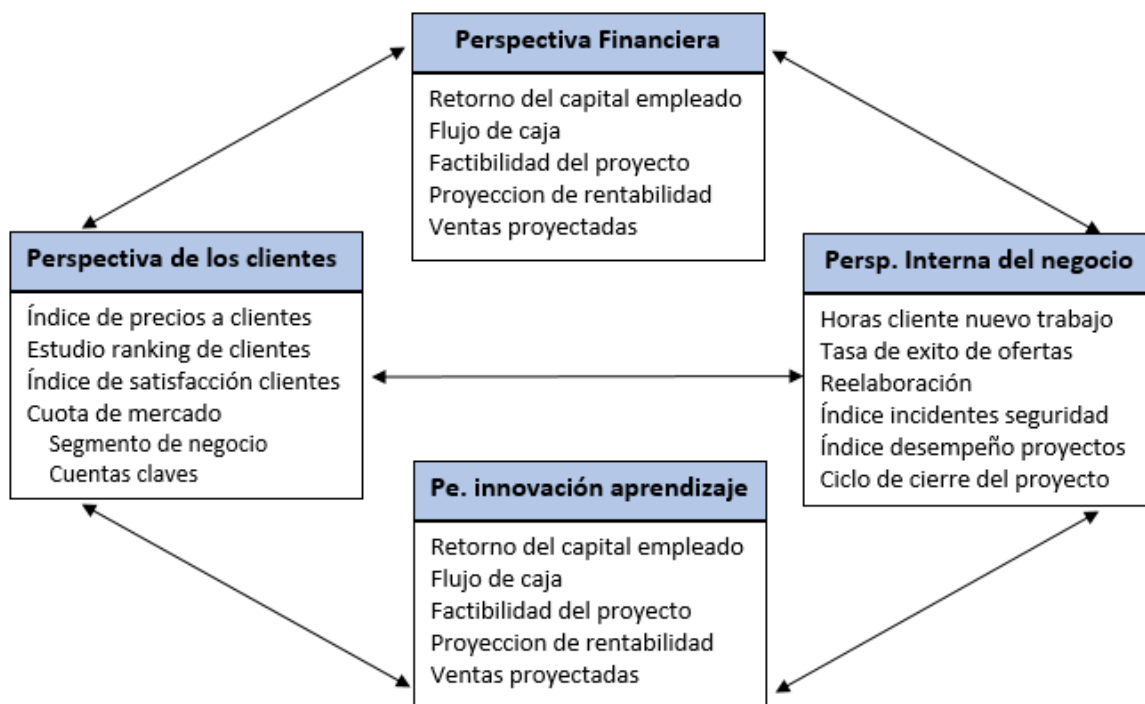 Perspectiva Financiera
Retorno del capital empleado
Flujo de caja
Factibilidad del proyecto
Proyeccion de rentabilidad
Ventas proyectadas
Perspectiva de los clientes
Índice de precios a clientes
Estudio ranking de clientes
Índice de satisfacción clientes
Cuota de mercado
Segmento de negocio
Cuentas claves
Persp. Interna del negocio
Horas cliente nuevo trabajo
Tasa de exito de ofertas
Reelaboración
Índice incidentes seguridad
Índice desempeño proyectos
Ciclo de cierre del proyecto
Pe. innovación aprendizaje
Retorno del capital empleado
Flujo de caja
Factibilidad del proyecto
Proyeccion de rentabilidad
Ventas proyectadas